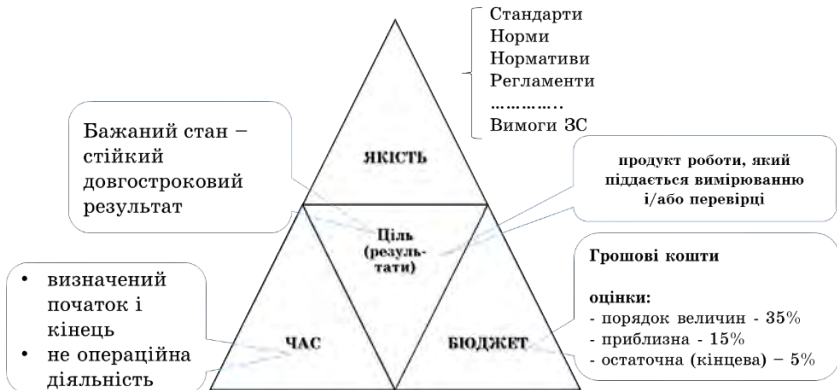 Стандарти
Норми
Нормативи
Регламенти
…………..
Вимоги ЗС
Бажаний стан –
стійкий
довгостроковий
результат
ЯКІСТЬ
продукт роботи, який
піддається вимірюванню
і/або перевірці
Ціль
(резуль-
тати)
• визначений
початок і
кінець
• не операційна
діяльність
ЧАС
БЮДЖЕТ
Грошові кошти
оцінки:
- порядок величин - 35%
- приблизна - 15%
- остаточна (кінцева) – 5%